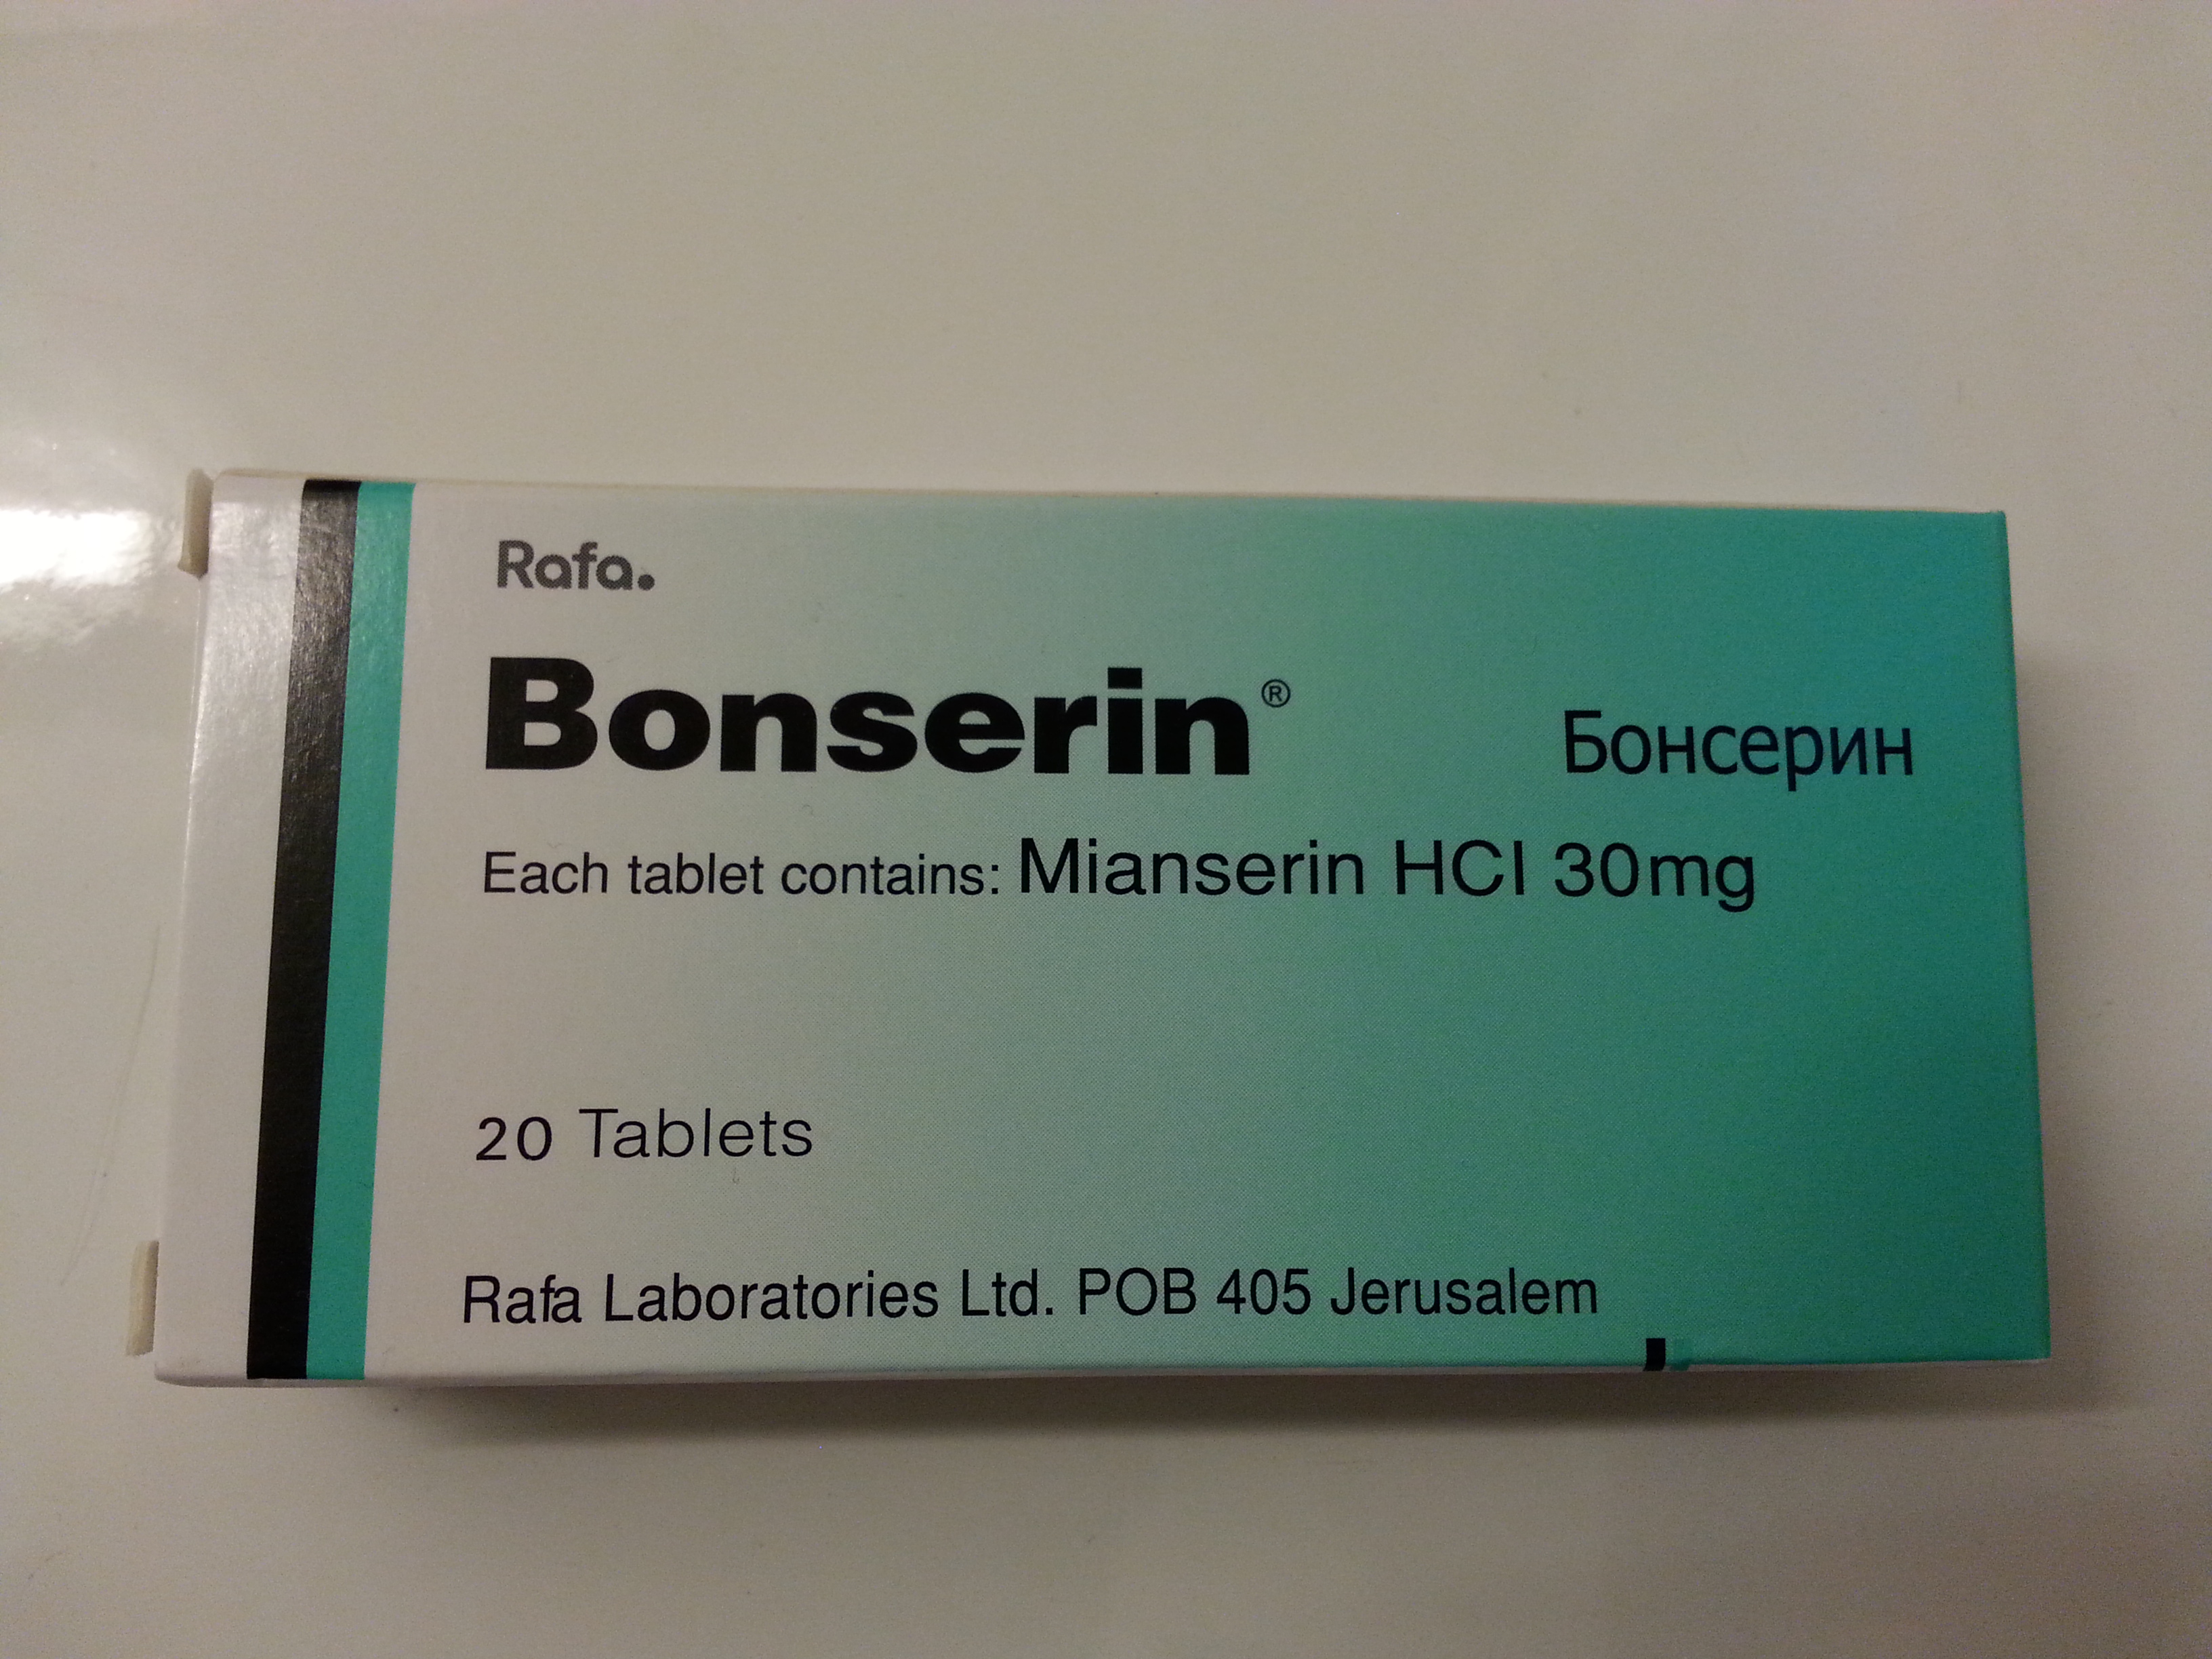 Rafa.
Bonserin® Бонсерин
Each tablet contains: Mianserin HCl 30mg
20 Tablets
Rafa Laboratories Ltd. POB 405 Jerusalem